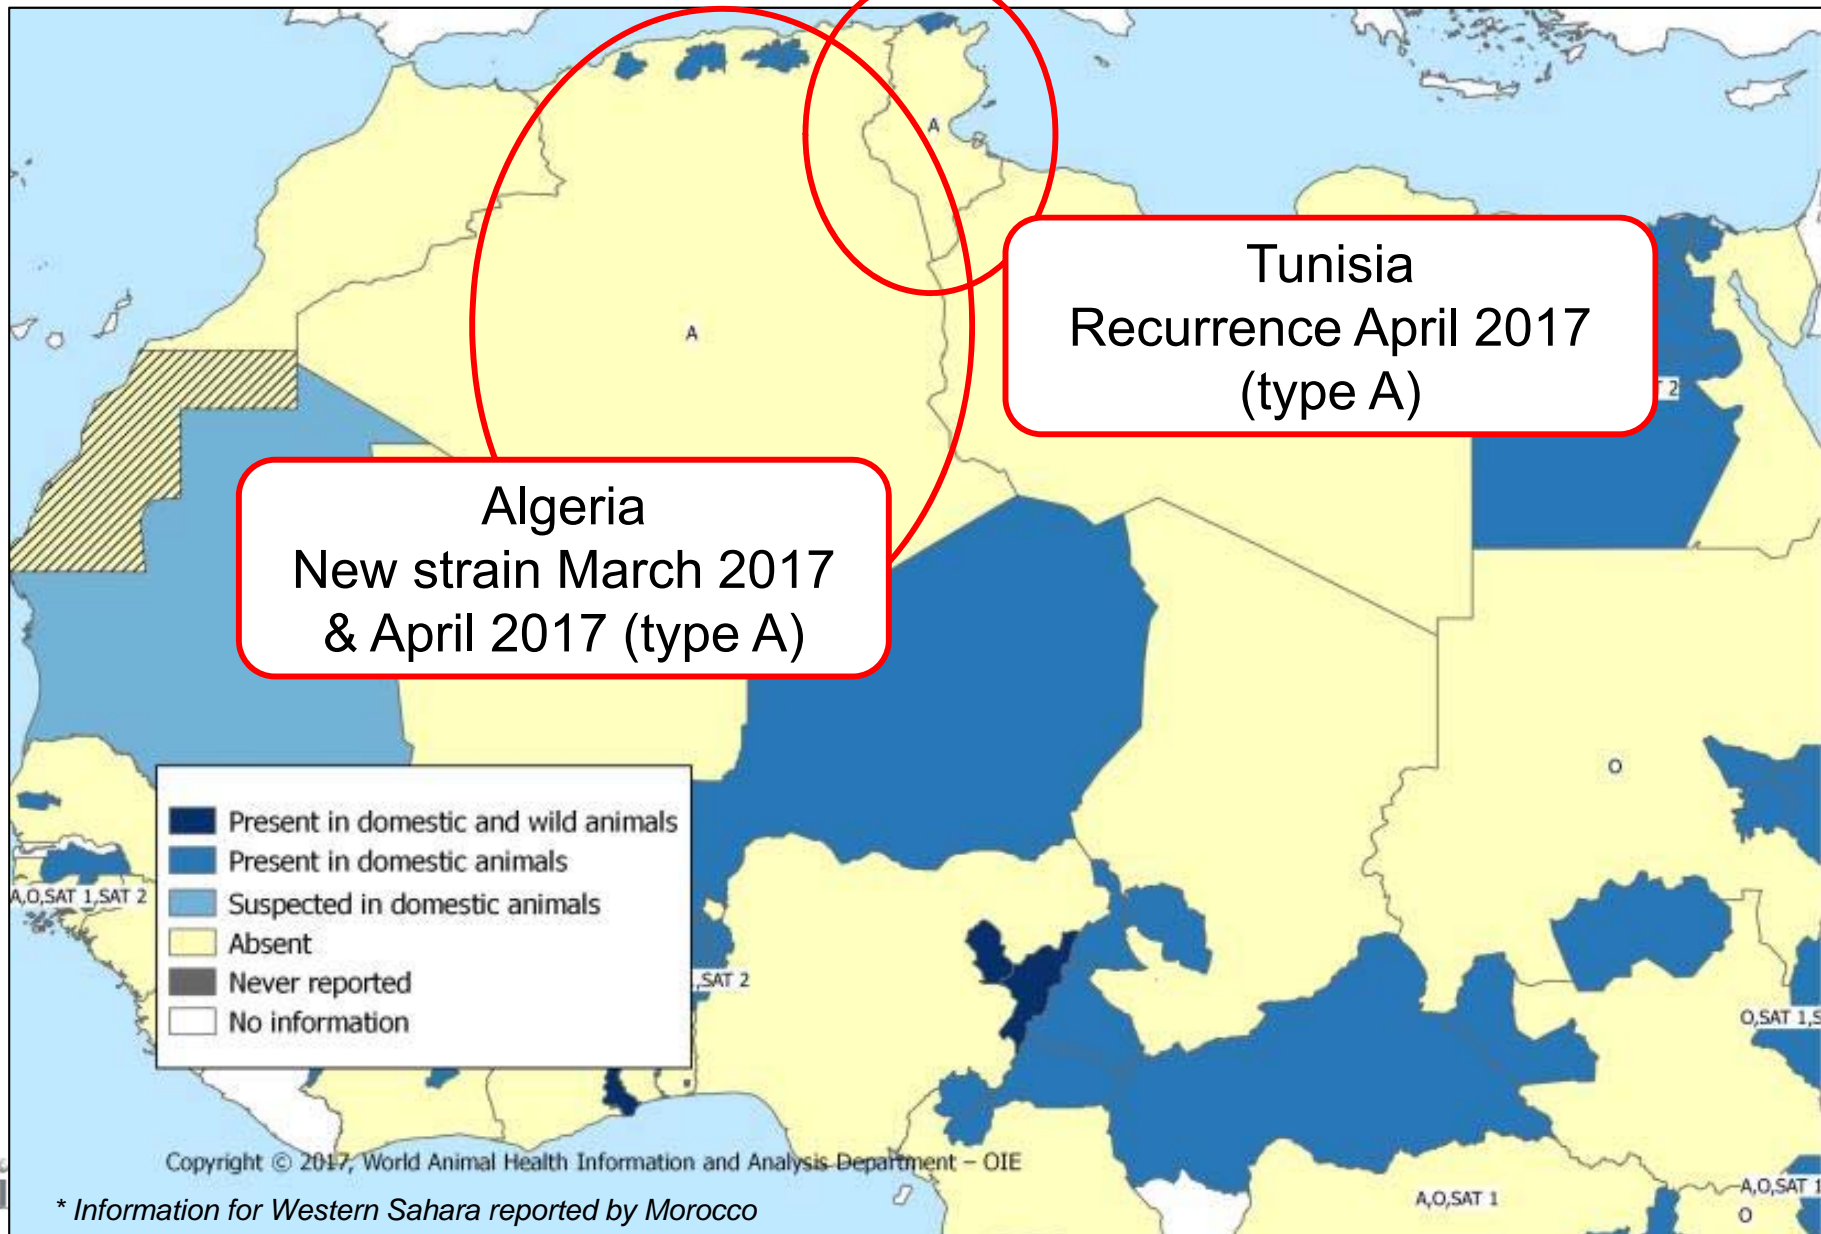 A
Tunisia
Recurrence April 2017
(type A)
A
T 2
Algeria
New strain March 2017
& April 2017 (type A)
O
Present in domestic and wild animals
Present in domestic animals
Suspected in domestic animals
Absent
Never reported
No information
A,O,SAT 1,SAT 2
,SAT 2
O,SAT 1,S
Copyright © 2017, World Animal Health Information and Analysis Department – OIE
* Information for Western Sahara reported by Morocco
A,O,SAT 1
A,O,SAT 1
O